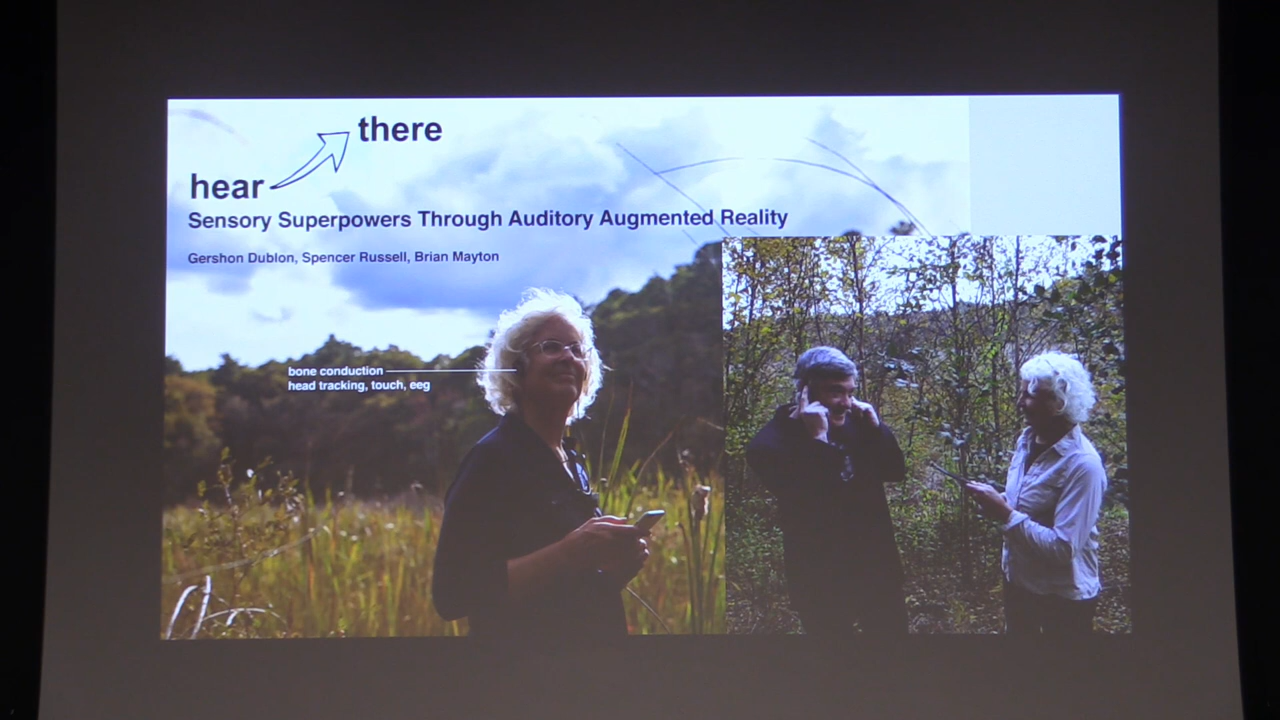 there
hear
Sensory Superpowers Through Auditory Augmented Reality
Gershon Dublon, Spencer Russell, Brian Mayton
bone conduction
head tracking, touch, eeg